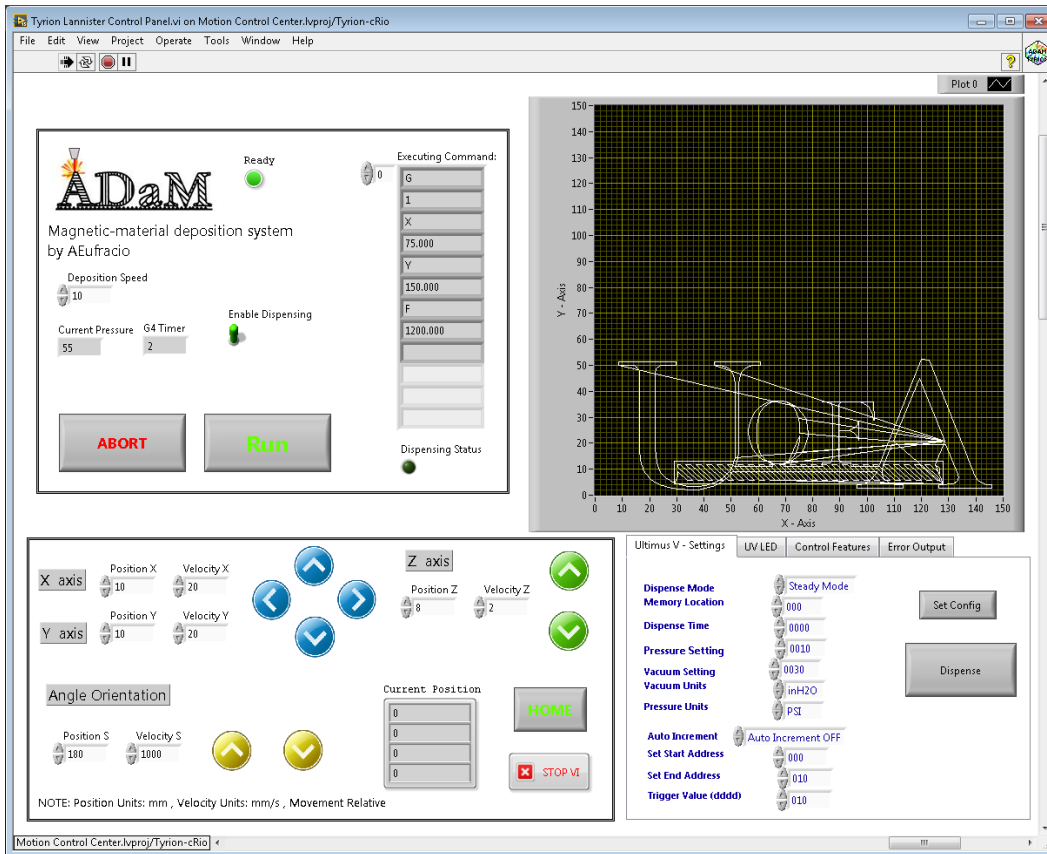 Tyrion Lannister Control Panel.vi on Motion Control Center.lvproj/Tyrion-cRio
File Edit View Project Operate Tools Window Help
ADaM
Magnetic-material deposition system
by AEufracio
Ready
Deposition Speed
10
Current Pressure
55
G4 Timer
2
Enable Dispensing
ABORT
Run
0
Executing Command:
G
1
X
75.000
Y
150.000
F
1200.000
Dispensing Status
Plot 0
150
140
130
120
110
100
90
80
70
60
50
40
30
20
10
0
Y - Axis
0 10 20 30 40 50 60 70 80 90 100 110 120 130 140 150
X - Axis
X axis
Position X
10
Velocity X
20
Y axis
Position Y
10
Velocity Y
20
Z axis
Position Z
8
Velocity Z
2
Angle Orientation
Position S
180
Velocity S
1000
Current Position
0
0
0
0
HOME
STOP VI
NOTE: Position Units: mm , Velocity Units: mm/s , Movement Relative
Ultimus V - Settings UV LED Control Features Error Output
Dispense Mode Steady Mode
Memory Location 000
Dispense Time 0000
Pressure Setting 0010
Vacuum Setting 0030
Vacuum Units inH2O
Pressure Units PSI
Auto Increment Auto Increment OFF
Set Start Address 000
Set End Address 010
Trigger Value (dddd) 010
Set Config
Dispense
Motion Control Center.lvproj/Tyrion-cRio